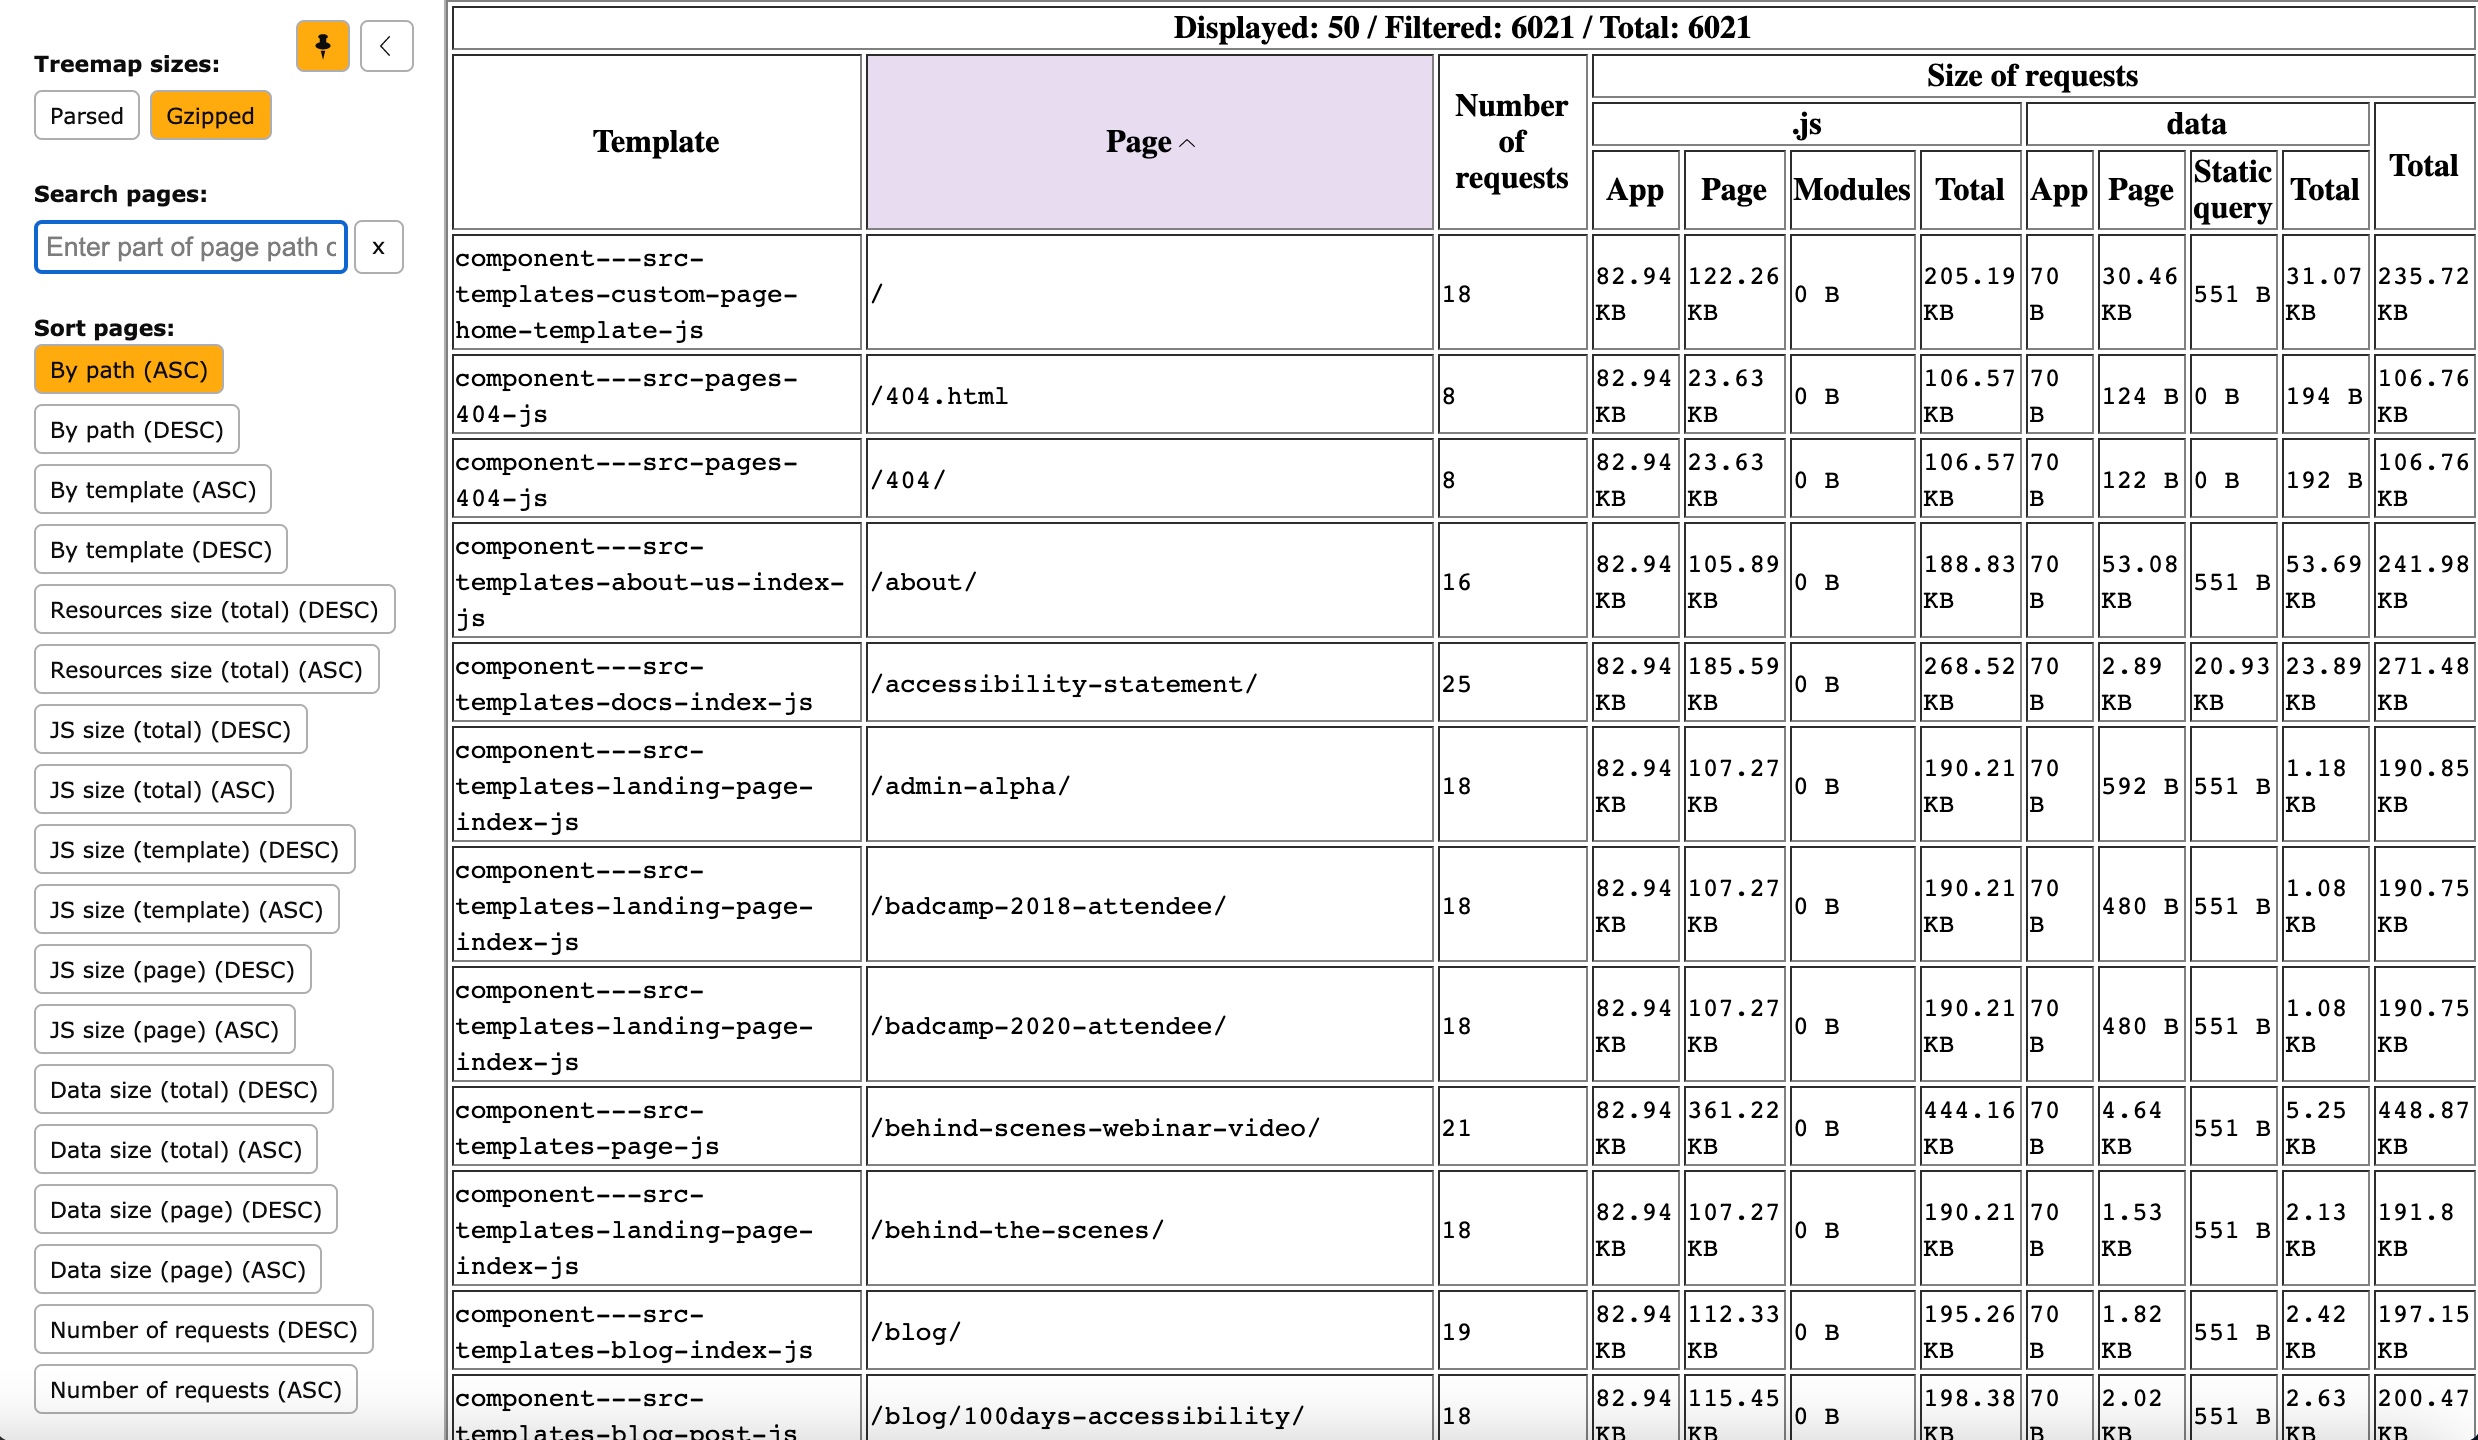 Treemap sizes:
Parsed Gzipped
Search pages:
Enter part of page path x
Sort pages:
By path (ASC)
By path (DESC)
By template (ASC)
By template (DESC)
Resources size (total) (DESC)
Resources size (total) (ASC)
JS size (total) (DESC)
JS size (total) (ASC)
JS size (template) (DESC)
JS size (template) (ASC)
JS size (page) (DESC)
JS size (page) (ASC)
Data size (total) (DESC)
Data size (total) (ASC)
Data size (page) (DESC)
Data size (page) (ASC)
Number of requests (DESC)
Number of requests (ASC)
Displayed: 50 / Filtered: 6021 / Total: 6021
Template Page Number of requests Size of requests
.js data Total
App Page Modules Total App Page Static query Total
component---src-templates-custom-page-home-template-js / 18 82.94 KB 122.26 KB 0 B 205.19 KB 70 B 30.46 KB 551 B 31.07 KB 235.72 KB
component---src-pages-404-js /404.html 8 82.94 KB 23.63 KB 0 B 106.57 KB 70 B 124 B 0 B 194 B 106.76 KB
component---src-pages-404-js /404/ 8 82.94 KB 23.63 KB 0 B 106.57 KB 70 B 122 B 0 B 192 B 106.76 KB
component---src-templates-about-us-index-js /about/ 16 82.94 KB 105.89 KB 0 B 188.83 KB 70 B 53.08 KB 551 B 53.69 KB 241.98 KB
component---src-templates-docs-index-js /accessibility-statement/ 25 82.94 KB 185.59 KB 0 B 268.52 KB 70 B 2.89 KB 20.93 KB 23.89 KB 271.48 KB
component---src-templates-landing-page-index-js /admin-alpha/ 18 82.94 KB 107.27 KB 0 B 190.21 KB 70 B 592 B 551 B 1.18 KB 190.85 KB
component---src-templates-landing-page-index-js /badcamp-2018-attendee/ 18 82.94 KB 107.27 KB 0 B 190.21 KB 70 B 480 B 551 B 1.08 KB 190.75 KB
component---src-templates-landing-page-index-js /badcamp-2020-attendee/ 18 82.94 KB 107.27 KB 0 B 190.21 KB 70 B 480 B 551 B 1.08 KB 190.75 KB
component---src-templates-page-js /behind-scenes-webinar-video/ 21 82.94 KB 361.22 KB 0 B 444.16 KB 70 B 4.64 KB 551 B 5.25 KB 448.87 KB
component---src-templates-landing-page-index-js /behind-the-scenes/ 18 82.94 KB 107.27 KB 0 B 190.21 KB 70 B 1.53 KB 551 B 2.13 KB 191.8 KB
component---src-templates-blog-index-js /blog/ 19 82.94 KB 112.33 KB 0 B 195.26 KB 70 B 1.82 KB 551 B 2.42 KB 197.15 KB
component---src-templates-blog-post-js /blog/100days-accessibility/ 18 82.94 KB 115.45 KB 0 B 198.38 KB 70 B 2.02 KB 551 B 2.63 KB 200.47 KB